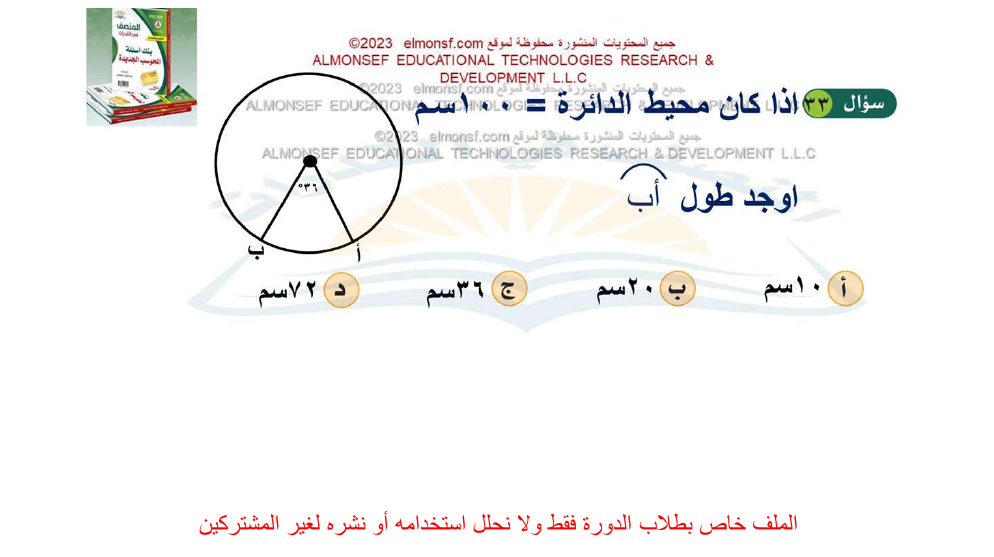 المنصف
في القدرات
بنك أسئلة
المحوسب الجديدة
جميع المحتويات المنشورة محفوظة لموقع elmonsf.com ©2023
ALMONSEF EDUCATIONAL TECHNOLOGIES RESEARCH &
DEVELOPMENT L.L.C
جميع المحتويات المنشورة محفوظة لموقع elmonsf.com ©2023
ALMONSEF EDUCATIONAL TECHNOLOGIES RESEARCH & DEVELOPMENT L.L.C
سؤال ٣٣ اذا كان محيط الدائرة = ١٠٠سم
جميع المحتويات المنشورة محفوظة لموقع elmonsf.com ©2023
ALMONSEF EDUCATIONAL TECHNOLOGIES RESEARCH & DEVELOPMENT L.L.C
٣٦°
اوجد طول أب
أ
ب
أ ١٠سم ب ٢٠سم ج ٣٦سم د ٧٢سم
الملف خاص بطلاب الدورة فقط ولا نحلل استخدامه أو نشره لغير المشتركين